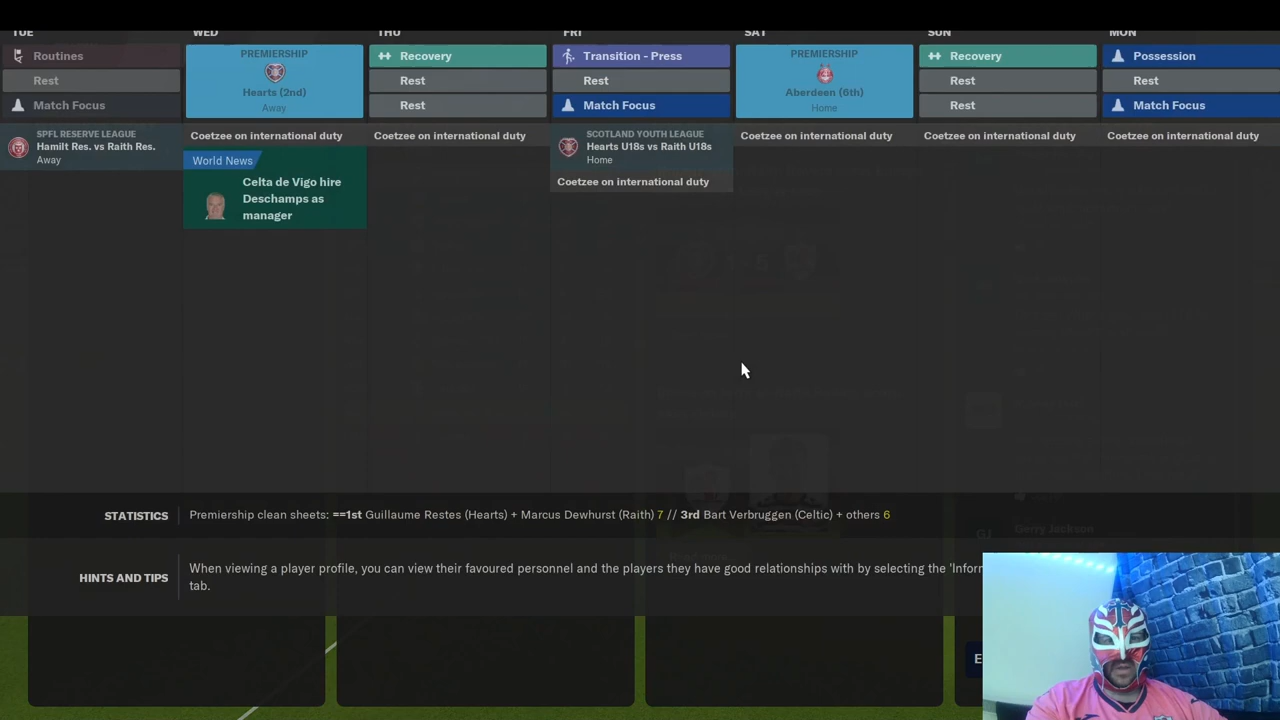 TUE
WED
THU
FRI
SAT
SUN
MON
Routines
Rest
Match Focus
PREMIERSHIP
Hearts (2nd)
Away
Recovery
Rest
Rest
Transition - Press
Rest
Match Focus
PREMIERSHIP
Aberdeen (6th)
Home
Recovery
Rest
Rest
Possession
Rest
Match Focus
SPFL RESERVE LEAGUE
Hamilt Res. vs Raith Res.
Away
Coetzee on international duty
World News
Celta de Vigo hire
Deschamps as
manager
Coetzee on international duty
SCOTLAND YOUTH LEAGUE
Hearts U18s vs Raith U18s
Home
Coetzee on international duty
Coetzee on international duty
Coetzee on international duty
Coetzee on international duty
STATISTICS
Premiership clean sheets: ==1st Guillaume Restes (Hearts) + Marcus Dewhurst (Raith) 7 // 3rd Bart Verbruggen (Celtic) + others 6
Gerry Jackson
HINTS AND TIPS
When viewing a player profile, you can view their favoured personnel and the players they have good relationships with by selecting the 'Infor
tab.